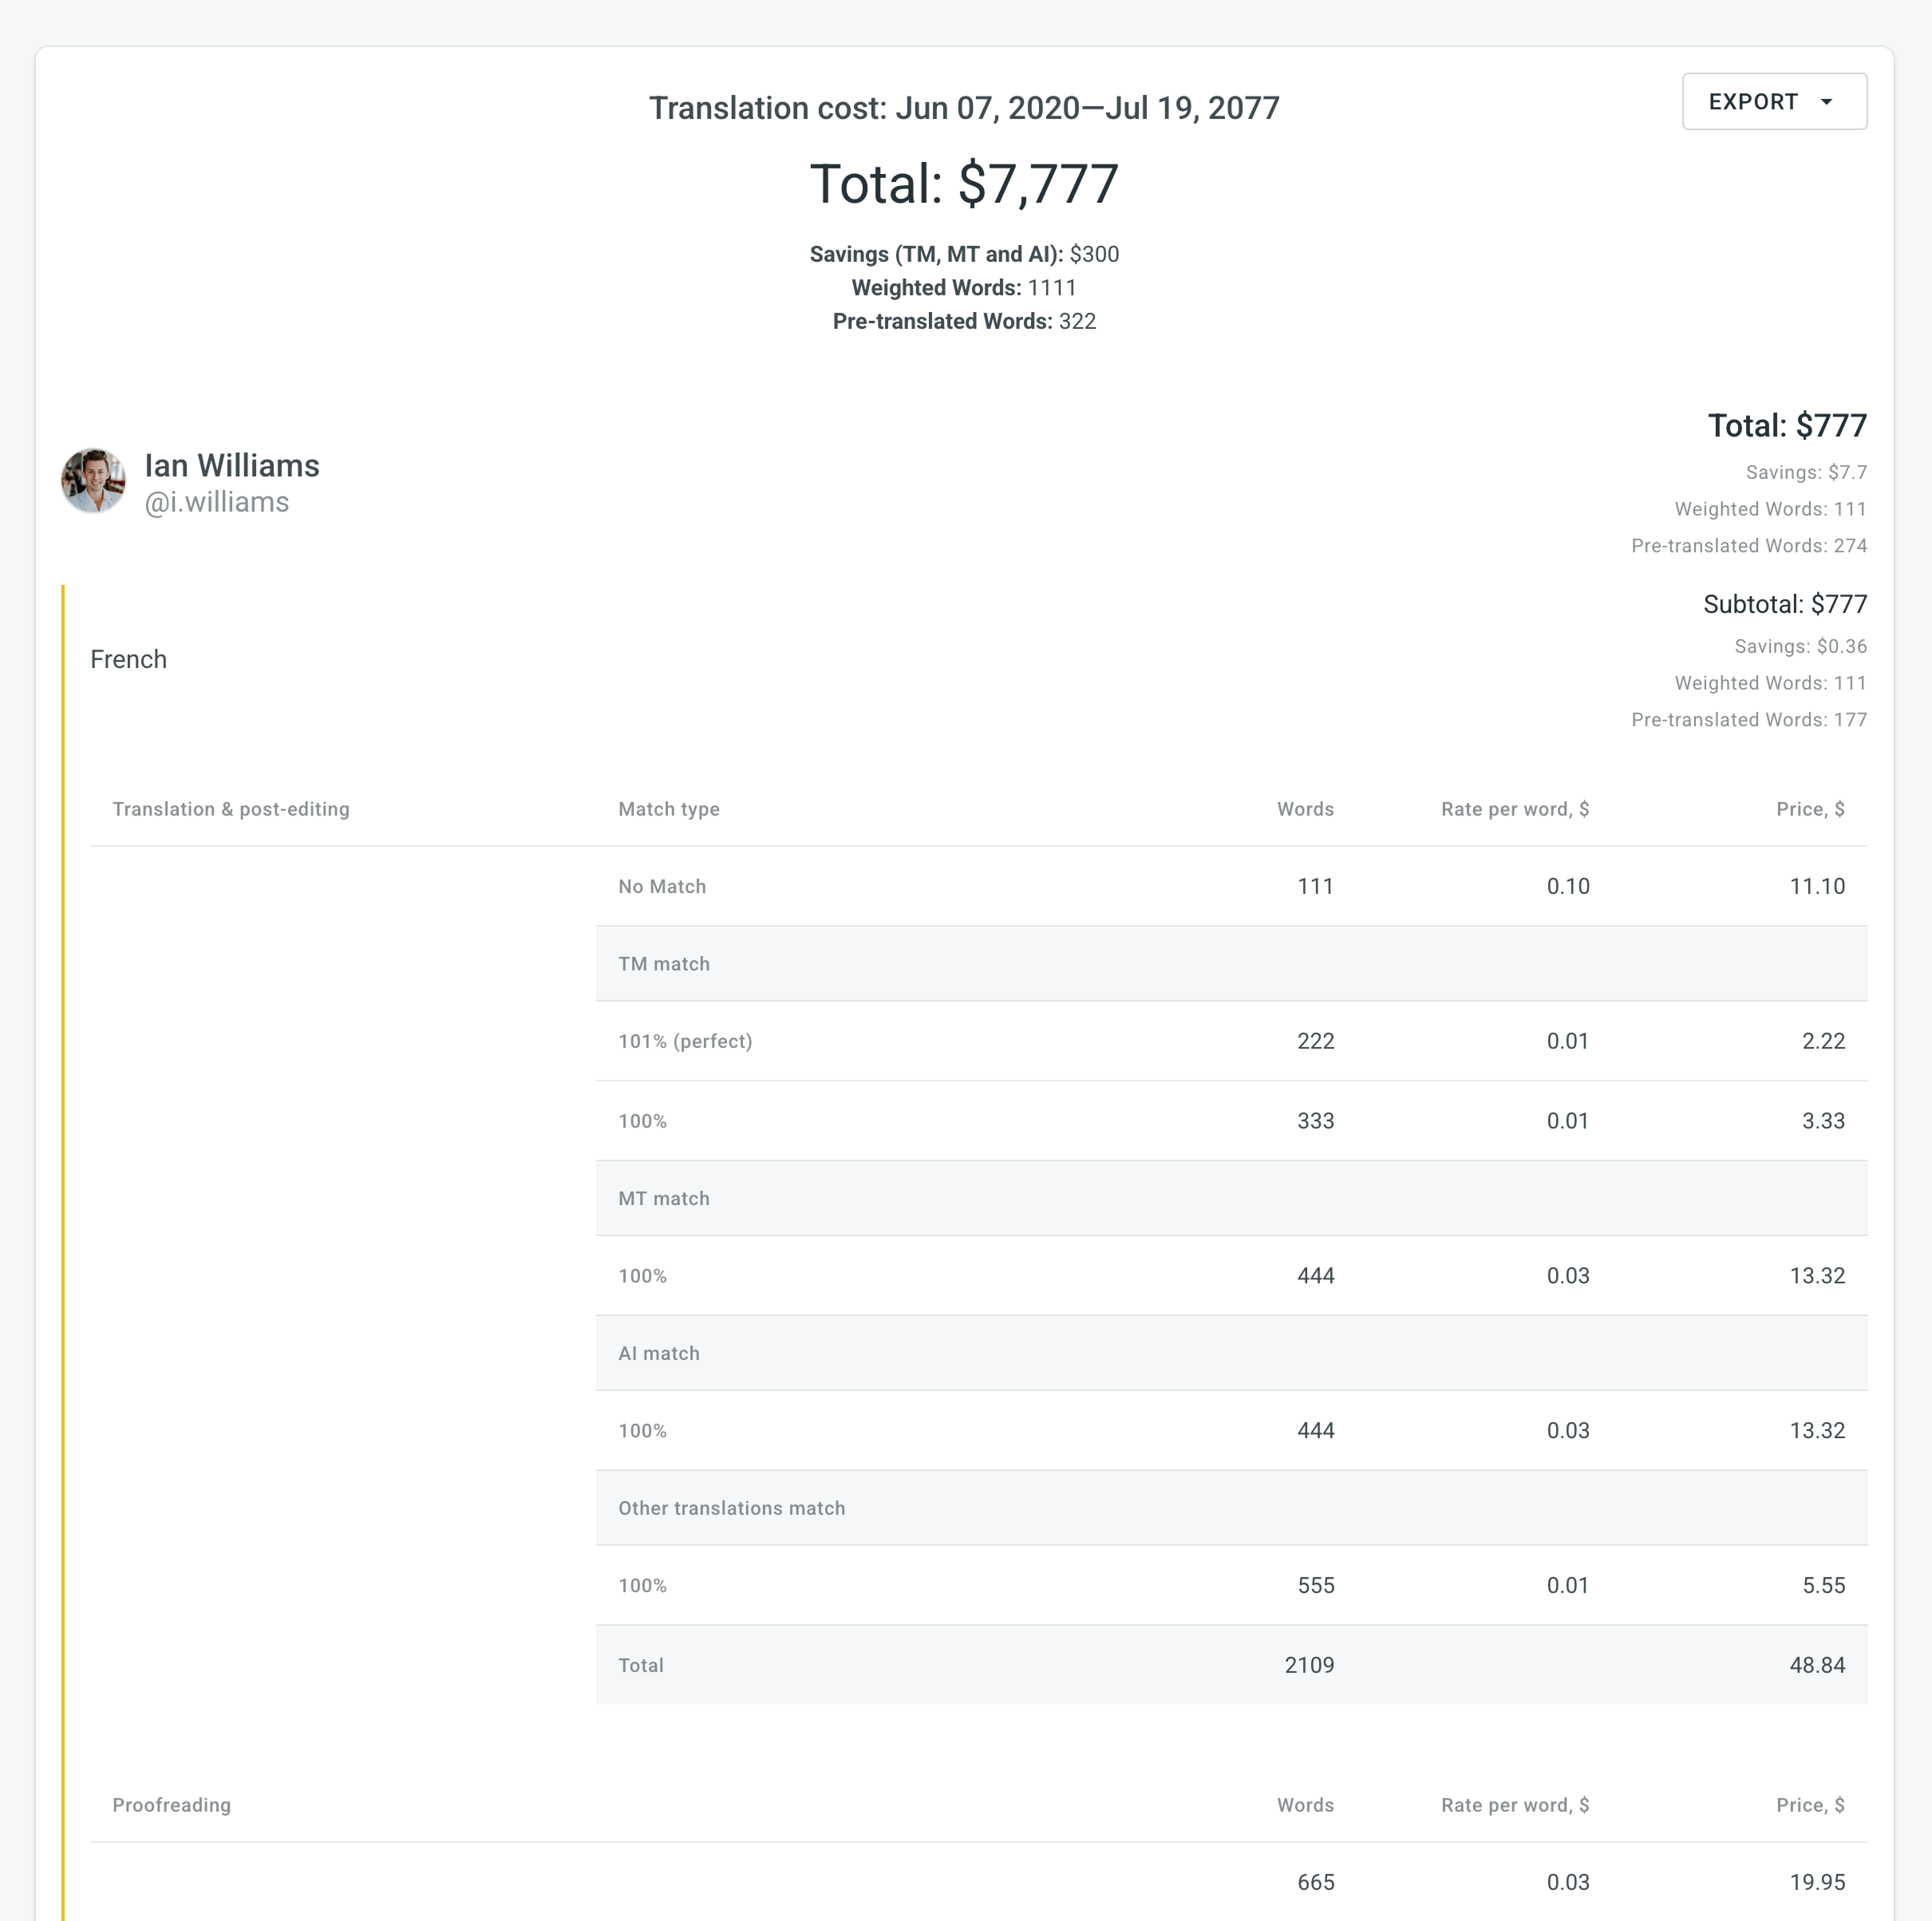 Translation cost: Jun 07, 2020—Jul 19, 2077
EXPORT
Total: $7,777
Savings (TM, MT and AI): $300
Weighted Words: 1111
Pre-translated Words: 322
Ian Williams
@i.williams
Total: $777
Savings: $7.7
Weighted Words: 111
Pre-translated Words: 274
French
Subtotal: $777
Savings: $0.36
Weighted Words: 111
Pre-translated Words: 177
Translation & post-editing Match type Words Rate per word, $ Price, $
No Match 111 0.10 11.10
TM match
101% (perfect) 222 0.01 2.22
100% 333 0.01 3.33
MT match
100% 444 0.03 13.32
AI match
100% 444 0.03 13.32
Other translations match
100% 555 0.01 5.55
Total 2109 48.84
Proofreading Words Rate per word, $ Price, $
665 0.03 19.95